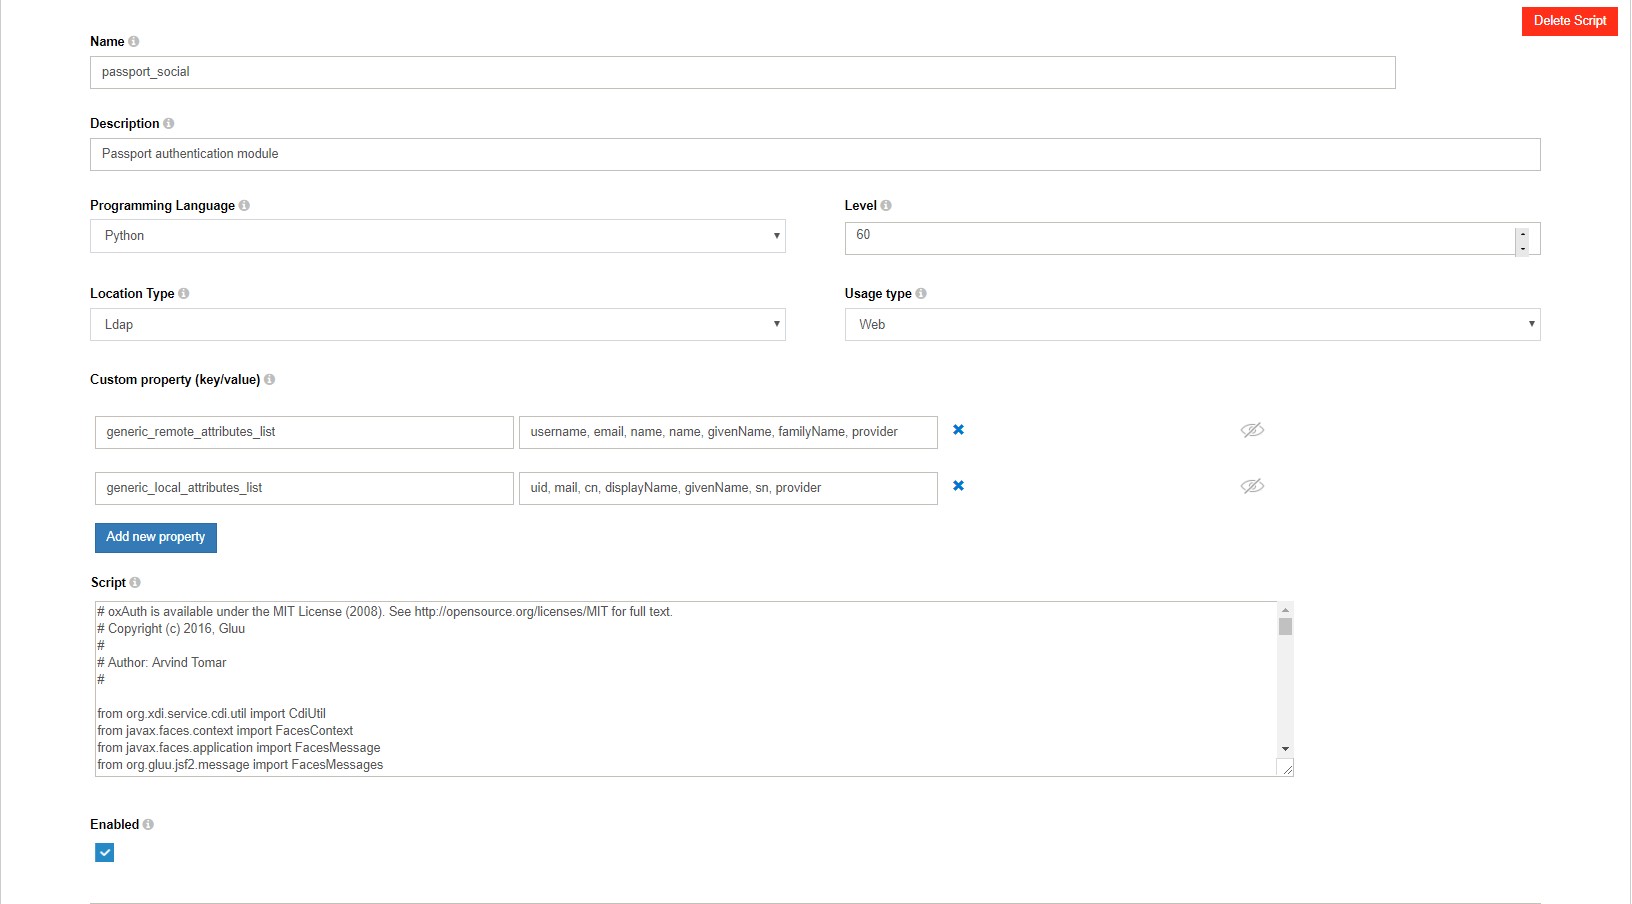 Delete Script
Name
passport_social
Description
Passport authentication module
Programming Language
Level
Python
60
Location Type
Usage type
Ldap
Web
Custom property (key/value)
generic_remote_attributes_list
username, email, name, name, givenName, familyName, provider
generic_local_attributes_list
uid, mail, cn, displayName, givenName, sn, provider
Add new property
Script
# oxAuth is available under the MIT License (2008). See http://opensource.org/licenses/MIT for full text.
# Copyright (c) 2016, Gluu
#
# Author: Arvind Tomar
#
from org.xdi.service.cdi.util import CdiUtil
from javax.faces.context import FacesContext
from javax.faces.application import FacesMessage
from org.gluu.jsf2.message import FacesMessages
Enabled